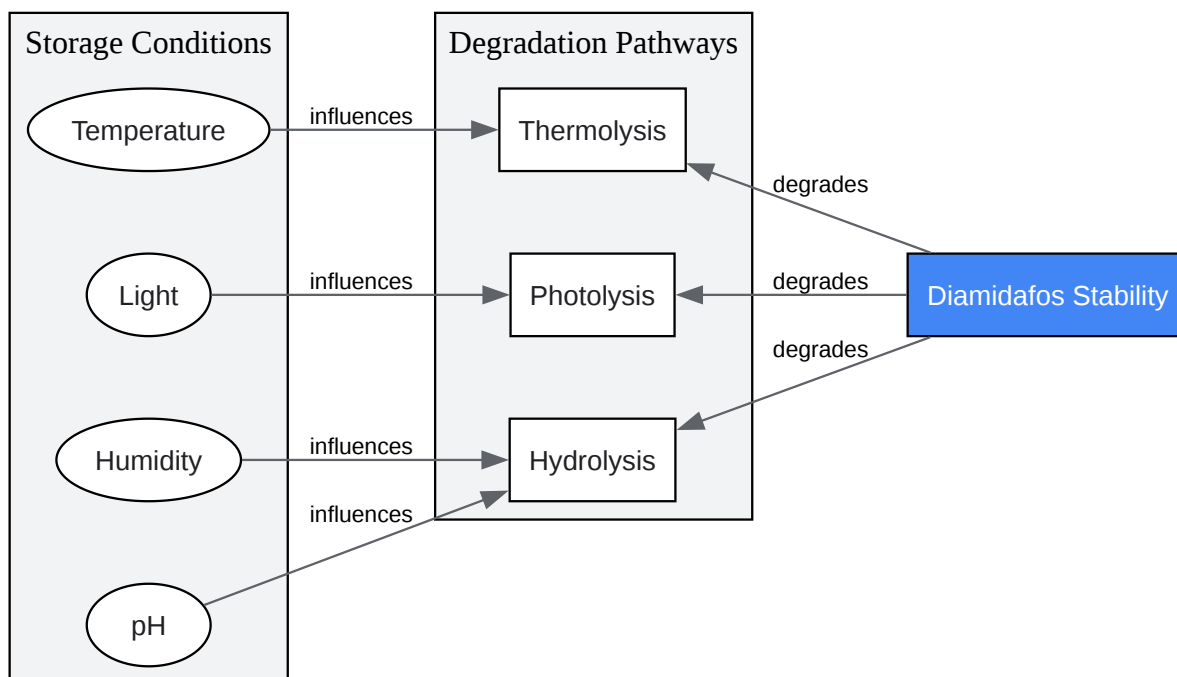 Storage Conditions
Degradation Pathways
Temperature
influences
Thermolysis
degrades
Light
influences
Photolysis
degrades
Diamidafos Stability
degrades
Humidity
influences
Hydrolysis
influences
pH